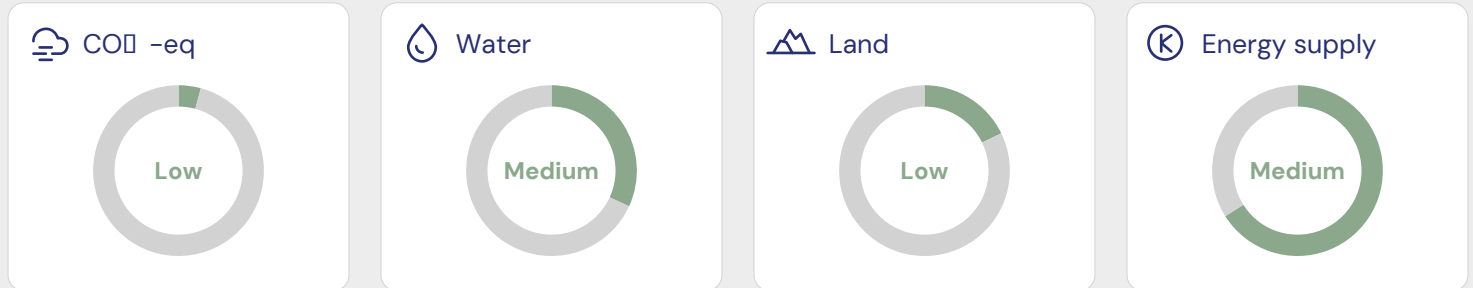 CO▯ -eq
Water
Land
Energy supply
Low
Medium
Low
Medium